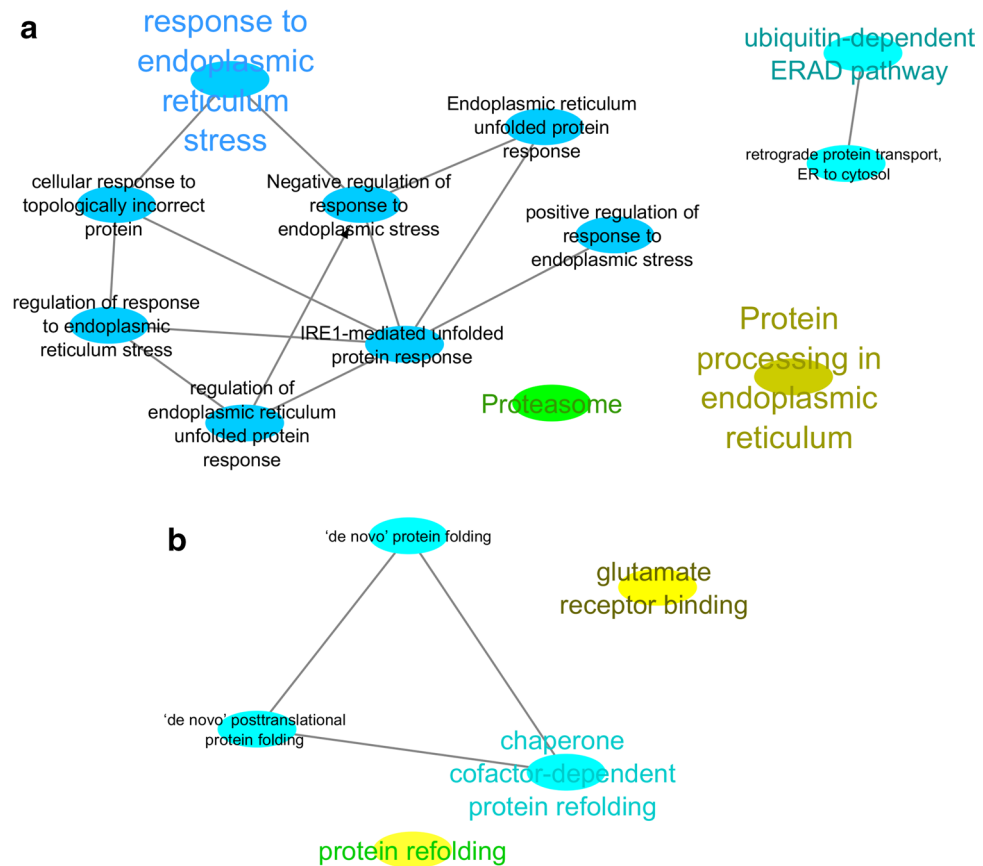 a
response to
endoplasmic
reticulum
stress
ubiquitin-dependent
ERAD pathway
Endoplasmic reticulum
unfolded protein
response
retrograde protein transport,
ER to cytosol
cellular response to
topologically incorrect
protein
Negative regulation of
response to
endoplasmic stress
positive regulation of
response to
endoplasmic stress
regulation of response
to endoplasmic
reticulum stress
IRE1-mediated unfolded
protein response
Protein
processing in
endoplasmic
reticulum
regulation of
endoplasmic reticulum
unfolded protein
response
Proteasome
b
‘de novo’ protein folding
glutamate
receptor binding
‘de novo’ posttranslational
protein folding
chaperone
cofactor-dependent
protein refolding
protein refolding